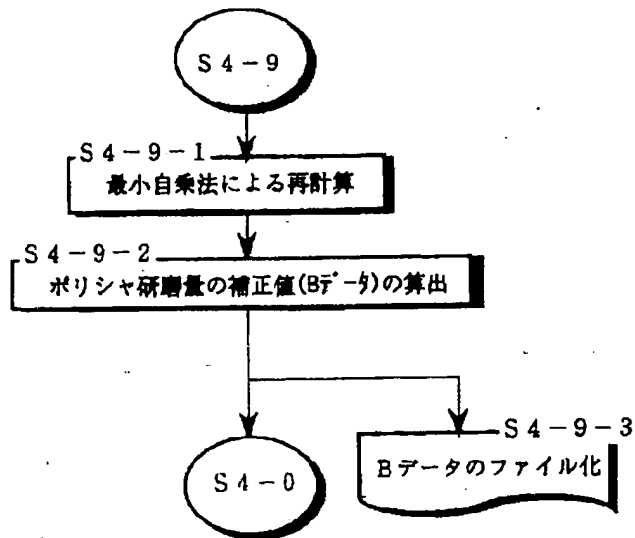 S4-9
S4-9-1
最小自乗法による再計算
S4-9-2
ポリシャ研磨量の補正値(Bデータ)の算出
S4-9-3
Bデータのファイル化
S4-0